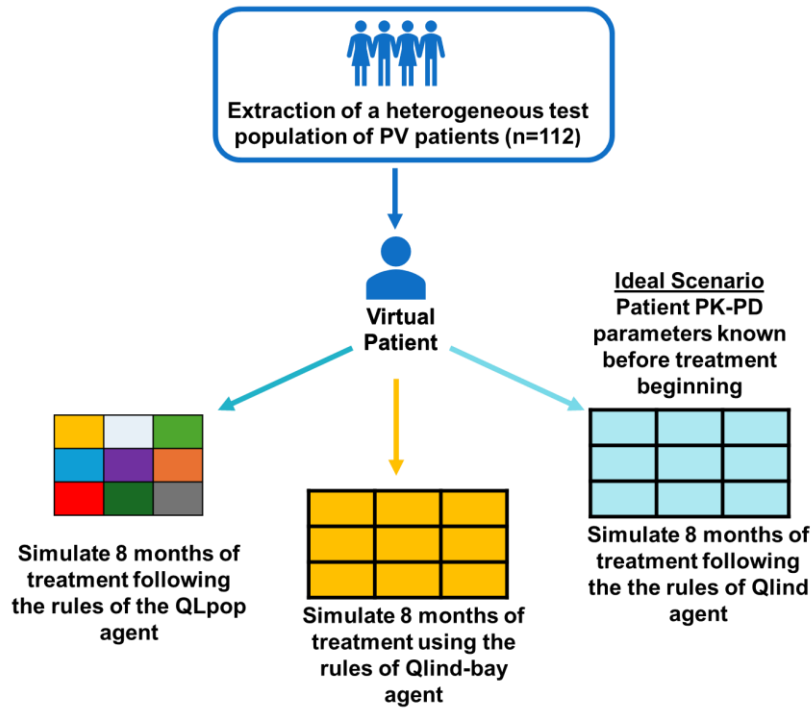 Extraction of a heterogeneous test
population of PV patients (n=112)
Virtual
Patient
Ideal Scenario
Patient PK-PD
parameters known
before treatment
beginning
Simulate 8 months of
treatment following
the rules of the QLpop
agent
Simulate 8 months of
treatment using the
rules of Qlind-bay
agent
Simulate 8 months of
treatment following
the the rules of Qlind
agent